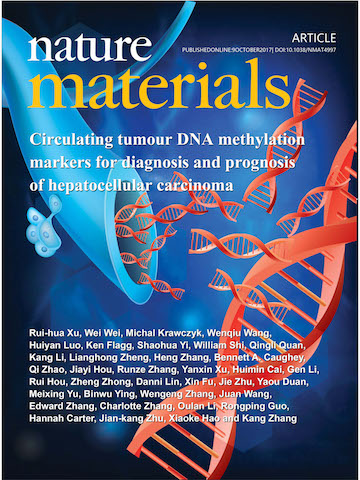 nature
ARTICLE
PUBLISHEDONLINE:9OCTOBER2017| DOI:10.1038/NMAT4997
materials
Circulating tumour DNA methylation
markers for diagnosis and prognosis
of hepatocellular carcinoma
Rui-hua Xu, Wei Wei, Michal Krawczyk, Wenqiu Wang,
Huiyan Luo, Ken Flagg, Shaohua Yi, William Shi, Qingli Quan,
Kang Li, Lianghong Zheng, Heng Zhang, Bennett A. Caughey,
Qi Zhao, Jiayi Hou, Runze Zhang, Yanxin Xu, Huimin Cai, Gen Li,
Rui Hou, Zheng Zhong, Danni Lin, Xin Fu, Jie Zhu, Yaou Duan,
Meixing Yu, Binwu Ying, Wengeng Zhang, Juan Wang,
Edward Zhang, Charlotte Zhang, Oulan Li, Rongping Guo,
Hannah Carter, Jian-kang Zhu, Xiaoke Hao and Kang Zhang